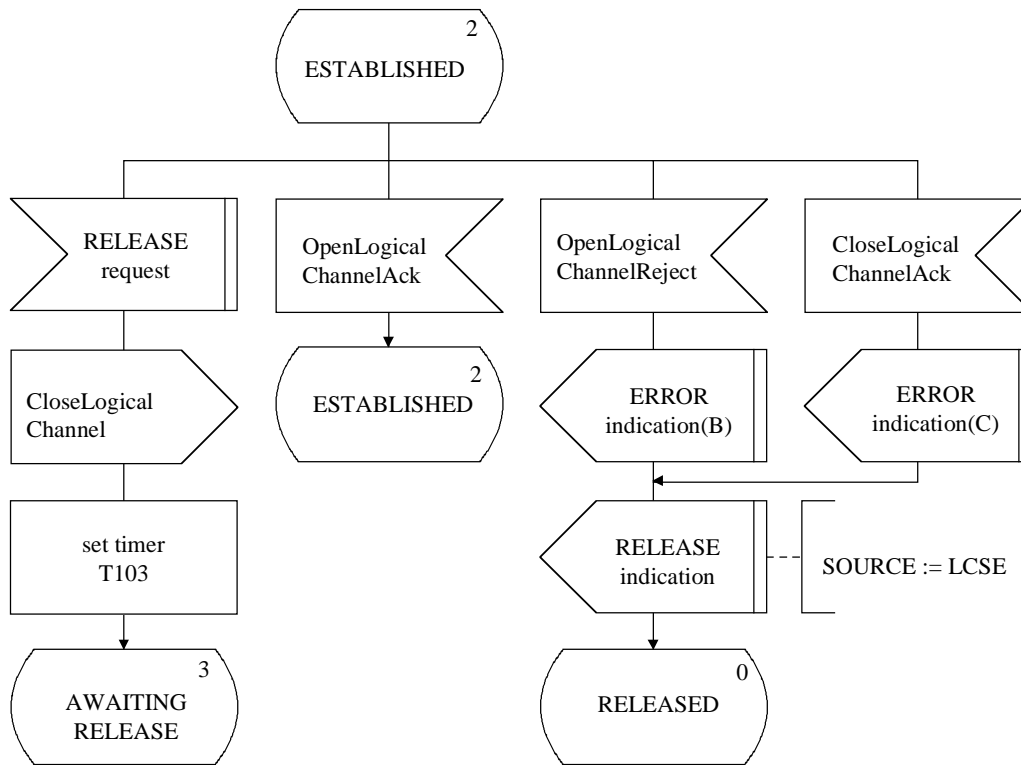 2
ESTABLISHED
RELEASE
request
OpenLogical
ChannelAck
OpenLogical
ChannelReject
CloseLogical
ChannelAck
CloseLogical
Channel
2
ESTABLISHED
ERROR
indication(B)
ERROR
indication(C)
set timer
T103
RELEASE
indication
SOURCE := LCSE
3
AWAITING
RELEASE
0
RELEASED